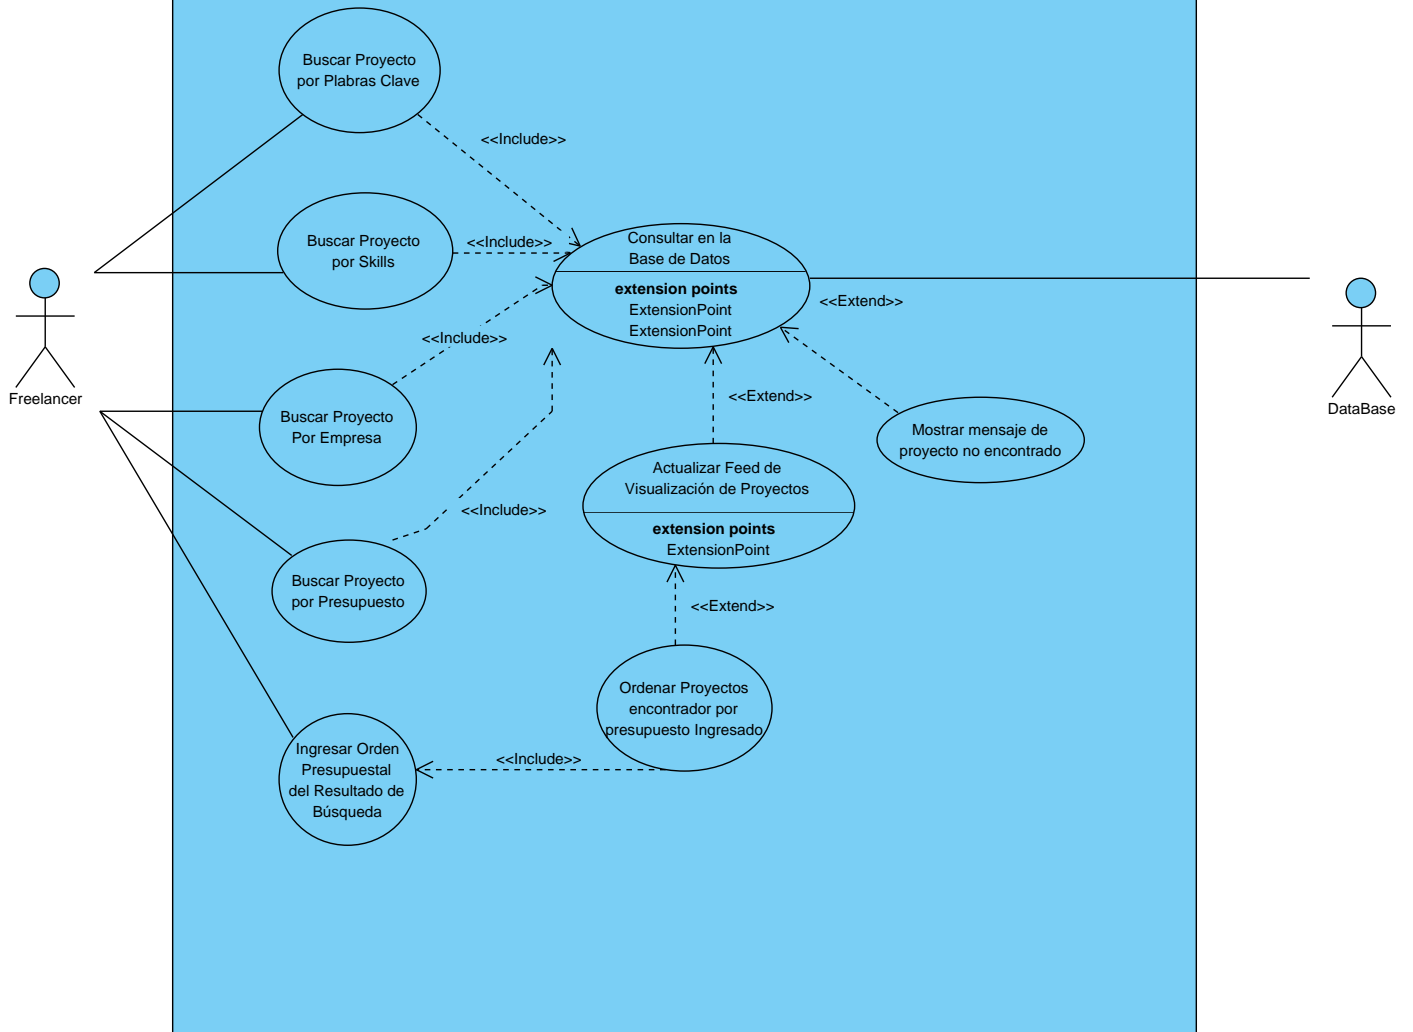 Buscar Proyecto
por Plabras Clave
<<Include>>
Buscar Proyecto
por Skills
<<Include>>
Consultar en la
Base de Datos
extension points
ExtensionPoint
ExtensionPoint
<<Extend>>
<<Include>>
Freelancer
DataBase
Buscar Proyecto
Por Empresa
<<Extend>>
Mostrar mensaje de
proyecto no encontrado
Actualizar Feed de
Visualización de Proyectos
extension points
ExtensionPoint
<<Include>>
Buscar Proyecto
por Presupuesto
<<Extend>>
Ordenar Proyectos
encontrador por
presupuesto Ingresado
Ingresar Orden
Presupuestal
del Resultado de
Búsqueda
<<Include>>